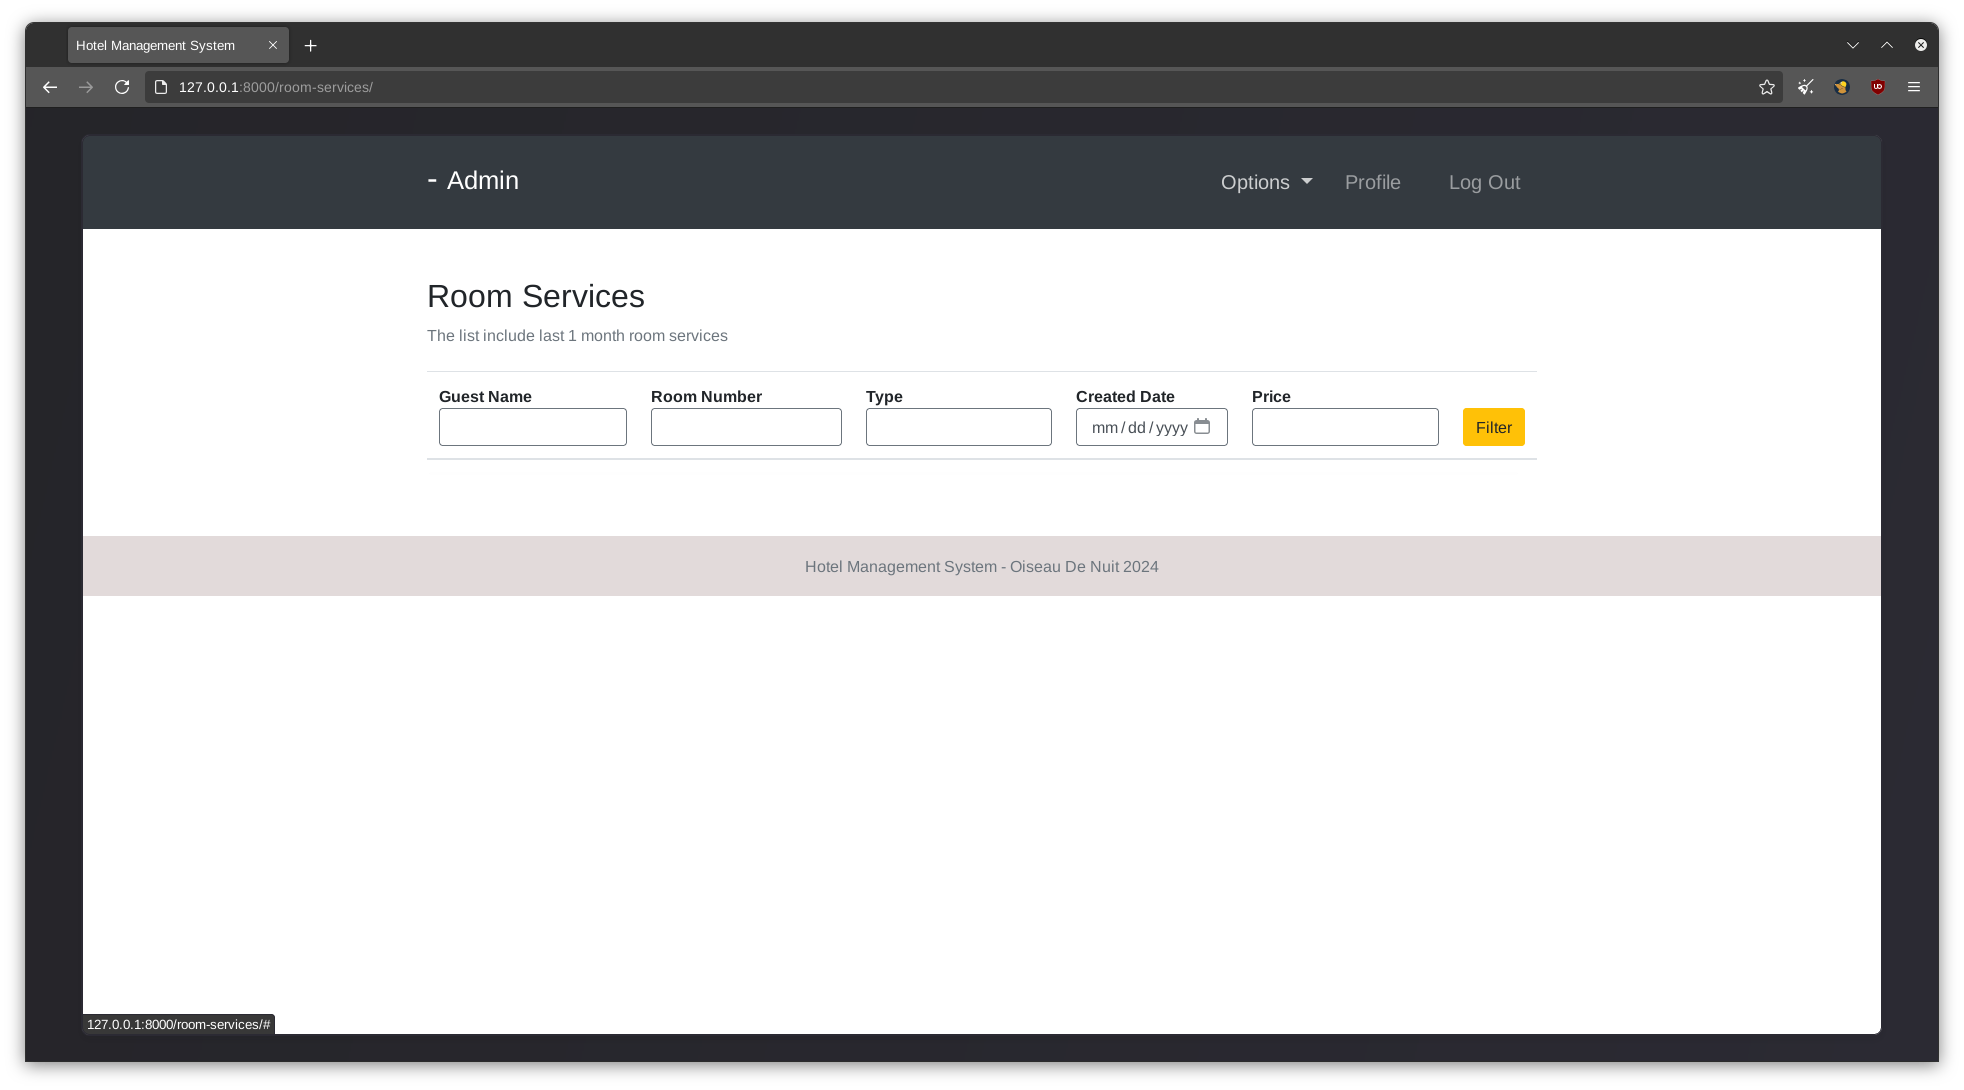 Hotel Management System
127.0.0.1:8000/room-services/
- Admin
Options
Profile
Log Out
Room Services
The list include last 1 month room services
Guest Name
Room Number
Type
Created Date
Price
mm/dd/yyyy
Filter
Hotel Management System - Oiseau De Nuit 2024
127.0.0.1:8000/room-services/#